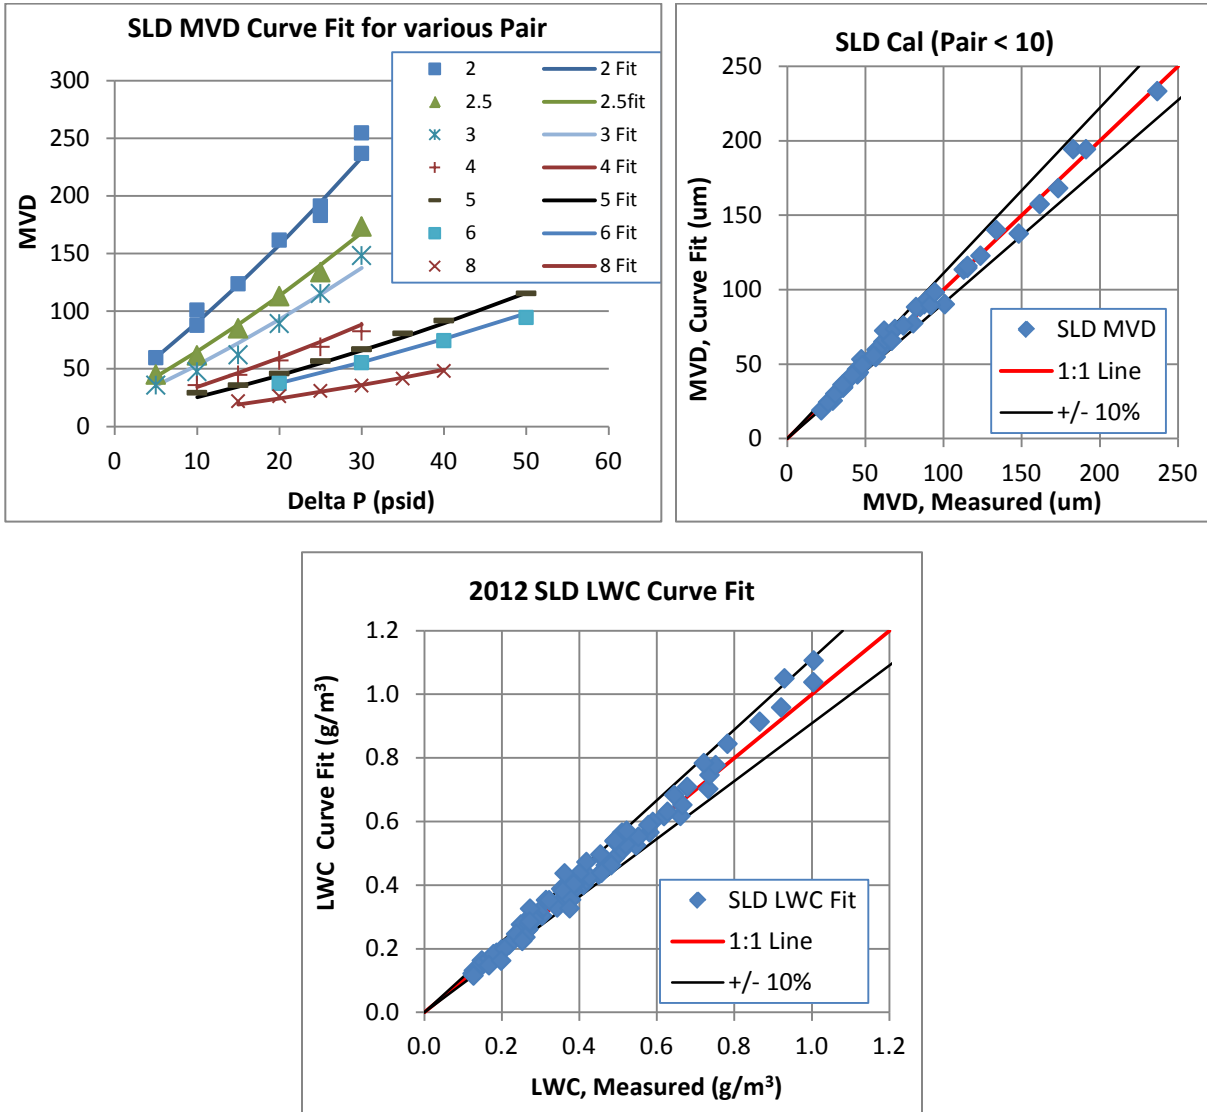 SLD MVD Curve Fit for various Pair
MVD
300
250
200
150
100
50
0
0 10 20 30 40 50 60
Delta P (psid)
2 2 Fit
2.5 2.5fit
3 3 Fit
4 4 Fit
5 5 Fit
6 6 Fit
8 8 Fit
SLD Cal (Pair < 10)
MVD, Curve Fit (um)
250
200
150
100
50
0
0 50 100 150 200 250
MVD, Measured (um)
SLD MVD
1:1 Line
+/- 10%
2012 SLD LWC Curve Fit
LWC Curve Fit (g/m³)
1.2
1.0
0.8
0.6
0.4
0.2
0.0
0.0 0.2 0.4 0.6 0.8 1.0 1.2
LWC, Measured (g/m³)
SLD LWC Fit
1:1 Line
+/- 10%